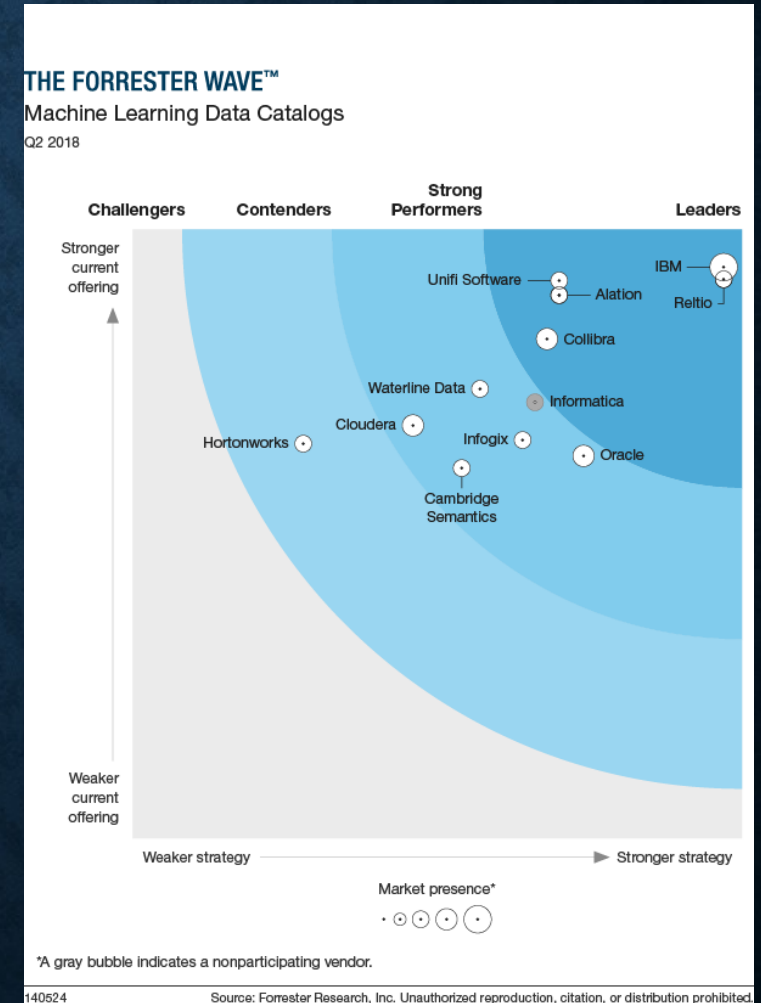 THE FORRESTER WAVE™
Machine Learning Data Catalogs
Q2 2018
Challengers
Contenders
Strong
Performers
Leaders
Stronger
current
offering
Unifi Software
Alation
IBM
Reltio
Collibra
Waterline Data
Informatica
Cloudera
Infogix
Hortonworks
Oracle
Cambridge
Semantics
Weaker
current
offering
Weaker strategy
Stronger strategy
Market presence*
*A gray bubble indicates a nonparticipating vendor.
140524 Source: Forrester Research, Inc. Unauthorized reproduction, citation, or distribution prohibited.